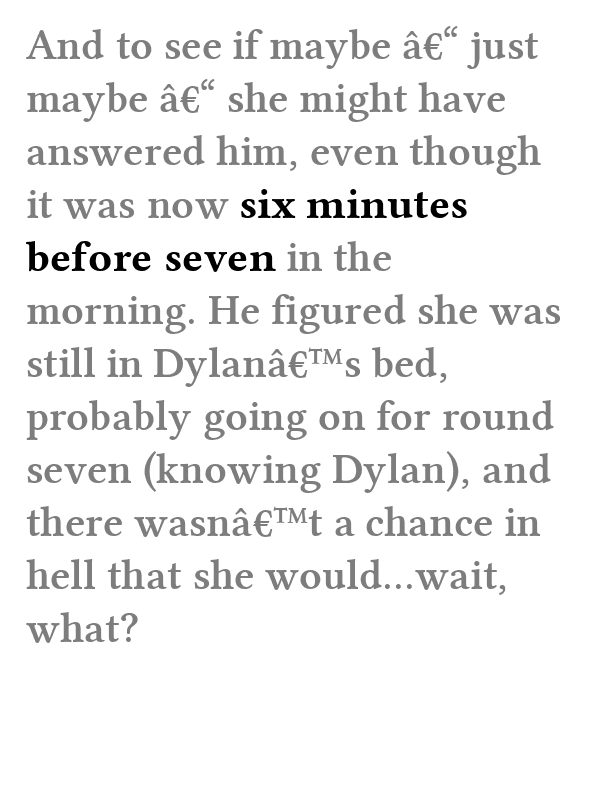 And to see if maybe â€“ just
maybe â€“ she might have
answered him, even though
it was now six minutes
before seven in the
morning. He figured she was
still in Dylanâ€™s bed,
probably going on for round
seven (knowing Dylan), and
there wasnâ€™t a chance in
hell that she would...wait,
what?